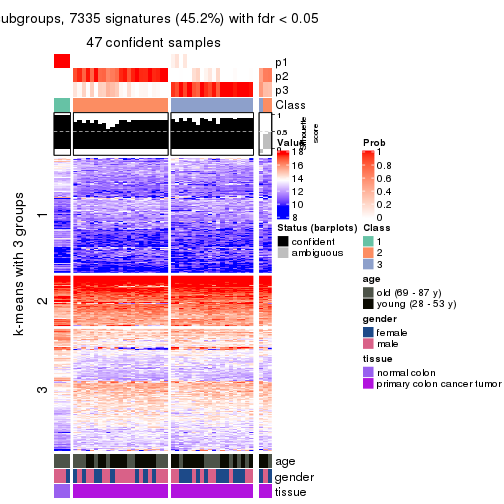 ubgroups, 7335 signatures (45.2%) with fdr < 0.05
47 confident samples
p1
p2
p3
Class
1
0.5
0
silhouette
score
k-means with 3 groups
1
2
3
age
gender
tissue
Value
18
16
14
12
10
8
Status (barplots)
confident
ambiguous
Prob
1
0.8
0.6
0.4
0.2
0
Class
1
2
3
age
old (69 - 87 y)
young (28 - 53 y)
gender
female
male
tissue
normal colon
primary colon cancer tumor